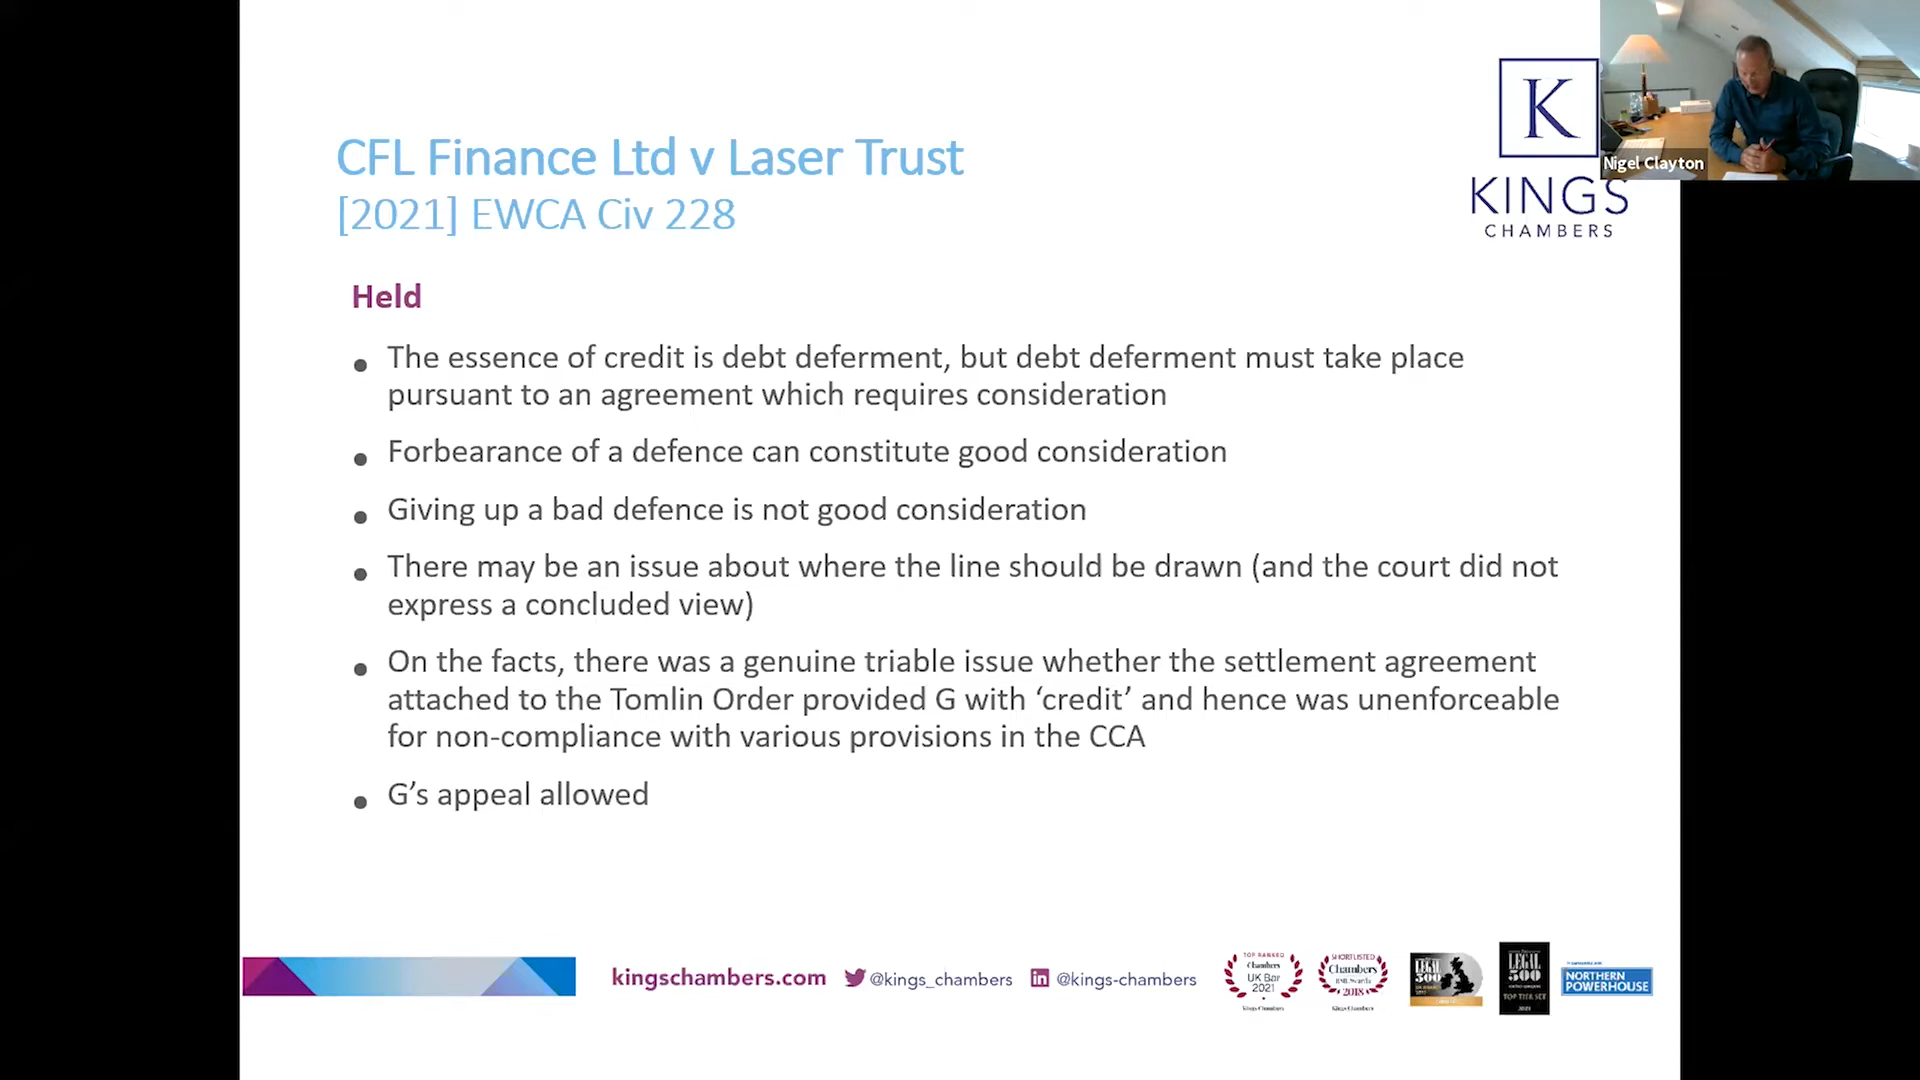 CFL Finance Ltd v Laser Trust
[2021] EWCA Civ 228
K
KINGS
CHAMBERS
Nigel Clayton
Held
• The essence of credit is debt deferment, but debt deferment must take place
pursuant to an agreement which requires consideration
• Forbearance of a defence can constitute good consideration
• Giving up a bad defence is not good consideration
• There may be an issue about where the line should be drawn (and the court did not
express a concluded view)
• On the facts, there was a genuine triable issue whether the settlement agreement
attached to the Tomlin Order provided G with ‘credit’ and hence was unenforceable
for non-compliance with various provisions in the CCA
• G’s appeal allowed
kingschambers.com
@kings_chambers
in @kings-chambers
TOP RANKED
Chambers
UK Bar
2021
Kings Chambers
SHORTLISTED
Chambers
2018
Kings Chambers
LEGAL
500
LEGAL
500
TOP TIER SET
2021
NORTHERN
POWERHOUSE